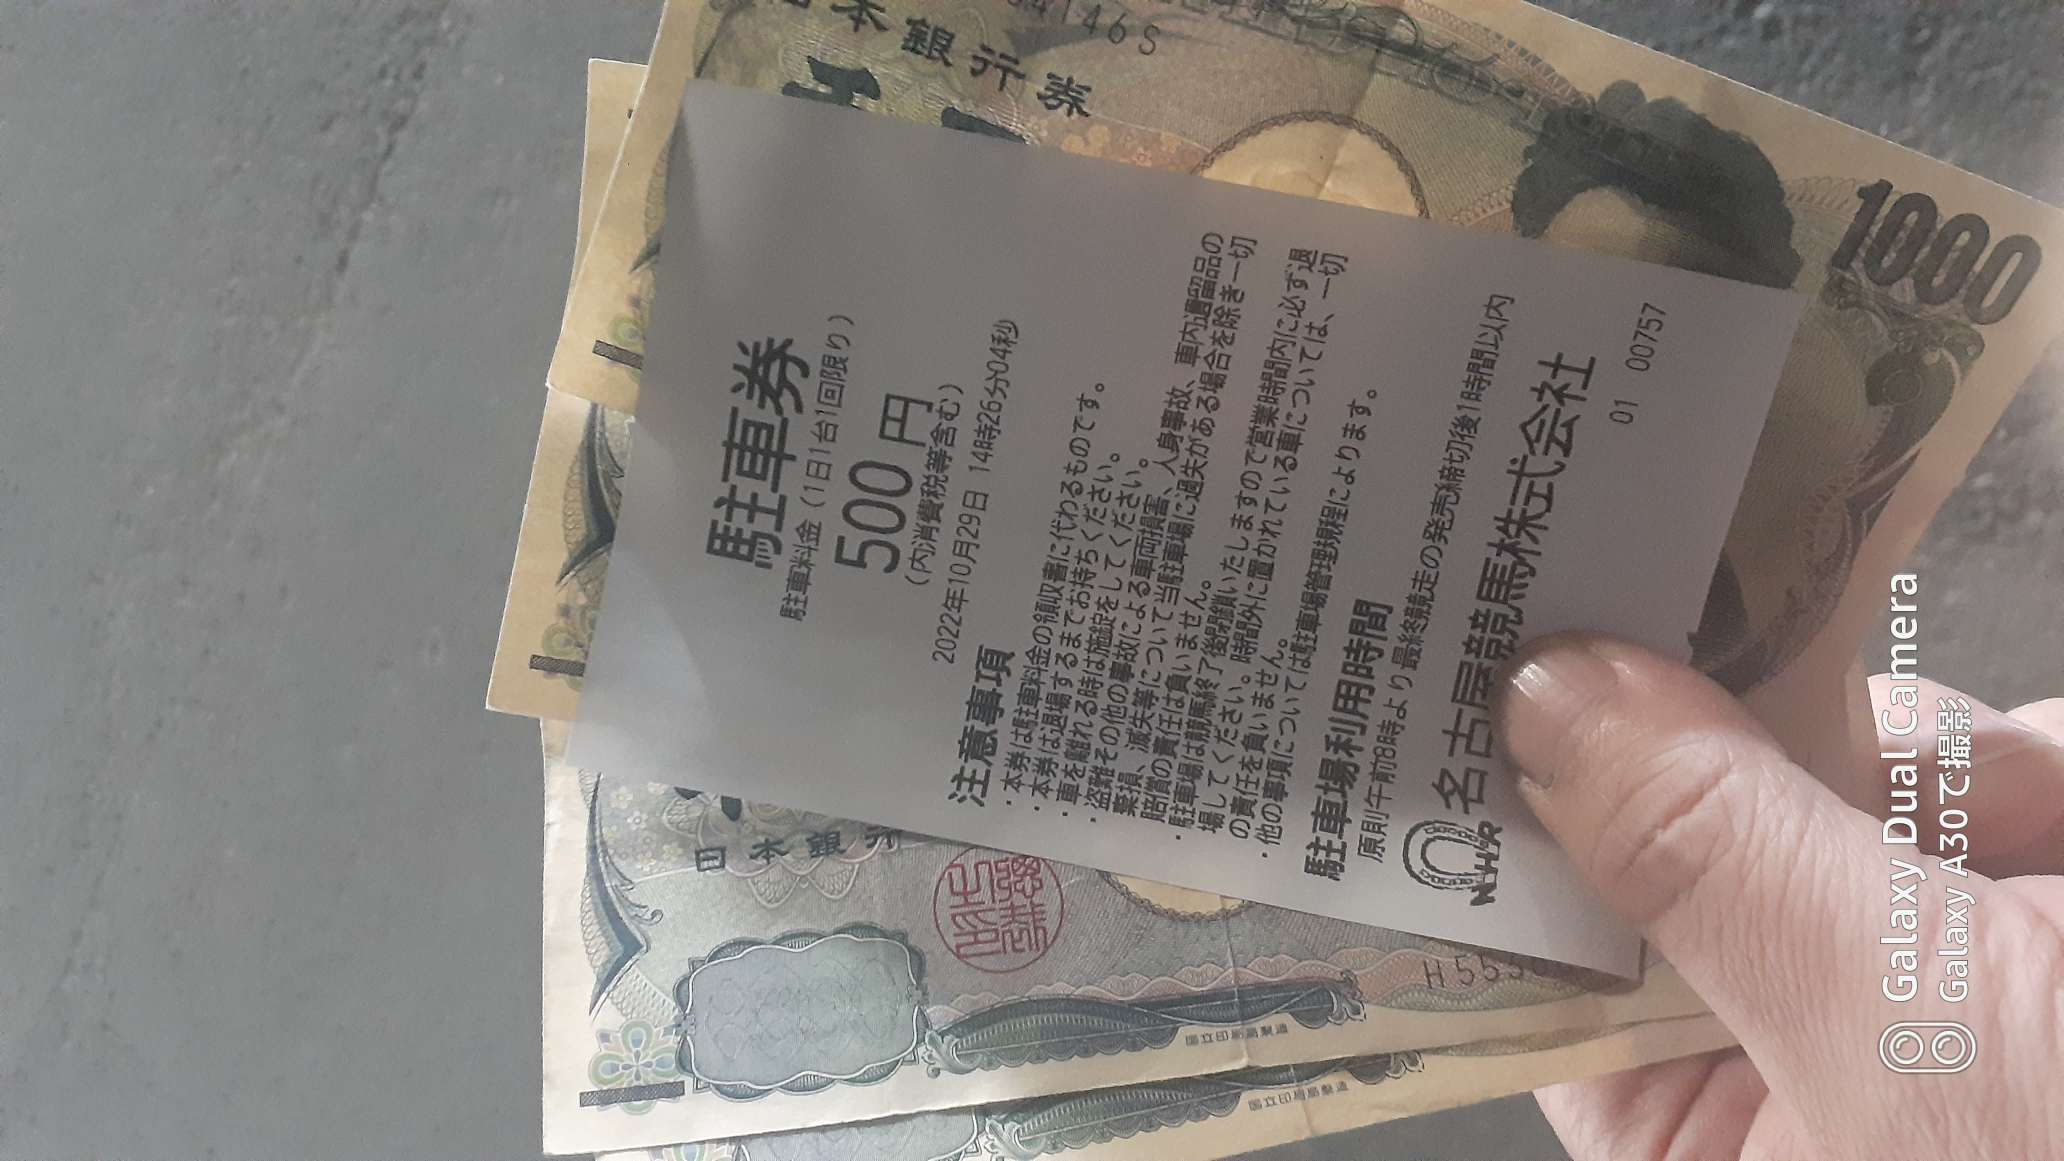 駐車券
駐車料金（1日1台1回限り）
500円
（内消費税等含む）
2022年10月29日 14時26分04秒
注意事項
・本券は駐車料金の領収書に代わるものです。
・本券は退場するまでお持ちください。
・車を離れる時は施錠をしてください。
・盗難その他の事故による車両損害、人身事故、車内遺留品の
棄損、滅失等について当駐車場に過失がある場合を除き一切
賠償の責任は負いません。
・駐車場は競馬終了後閉鎖いたしますので営業時間内に必ず退
場してください。時間外に置かれている車については、一切
の責任を負いません。
・他の事項については駐車場管理規程によります。
駐車場利用時間
原則午前8時より最終競走の発売締切後1時間以内
NHR 名古屋競馬株式会社
01 00757
日本銀行券
146S
1000
日本銀行
国立印刷局製造
国立印刷局製造
Galaxy Dual Camera
Galaxy A30で撮影